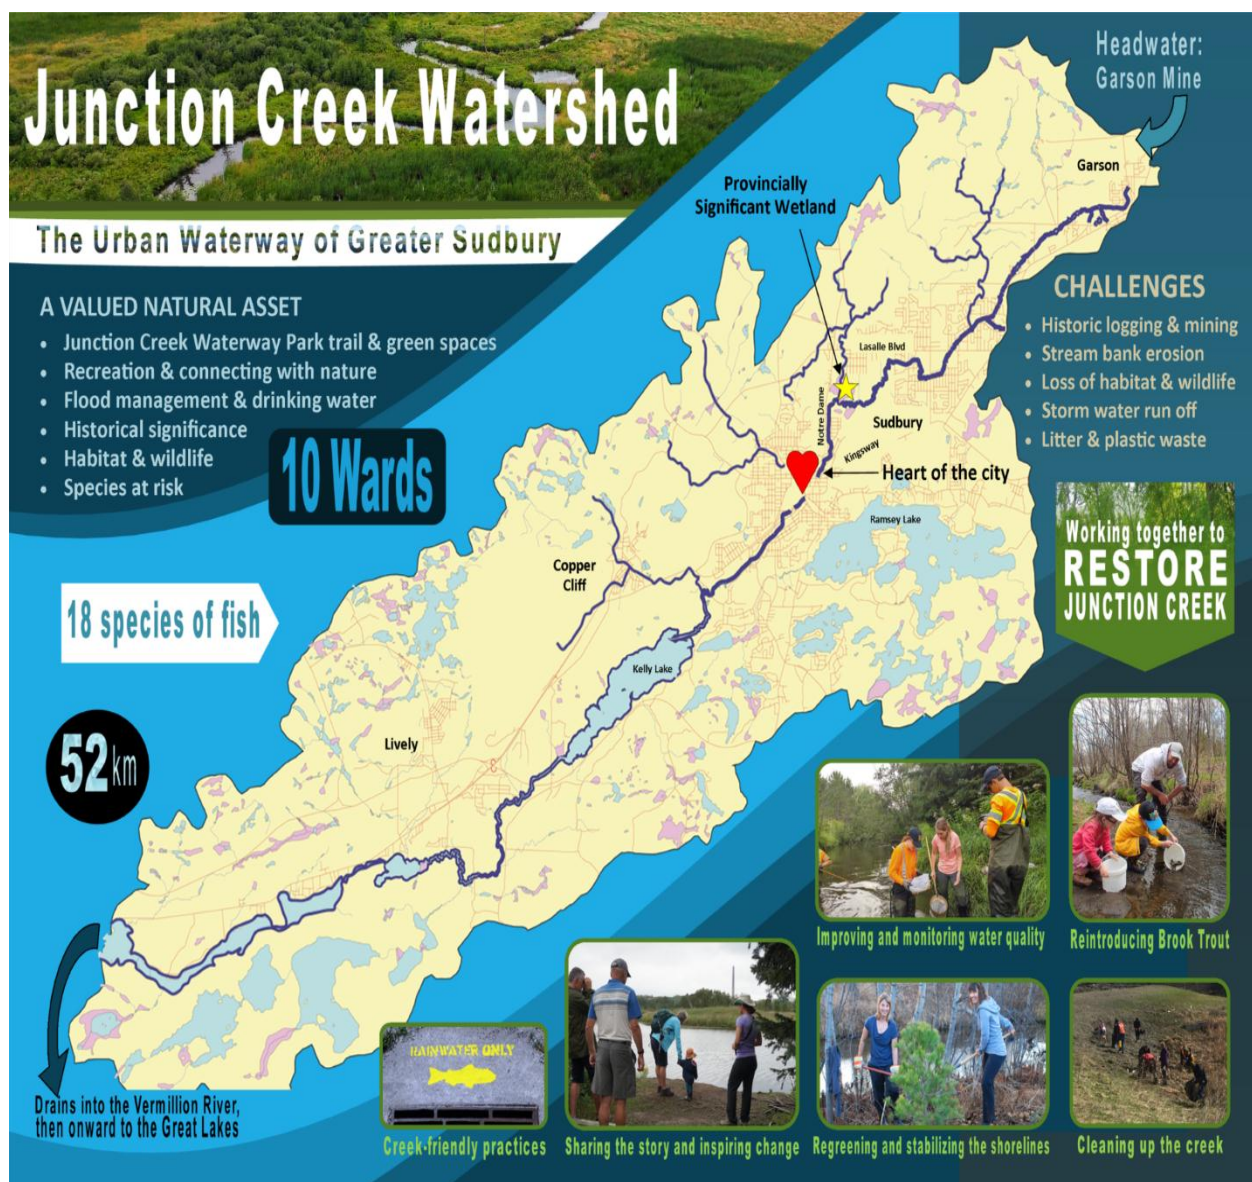 Junction Creek Watershed
The Urban Waterway of Greater Sudbury
A VALUED NATURAL ASSET
• Junction Creek Waterway Park trail & green spaces
• Recreation & connecting with nature
• Flood management & drinking water
• Historical significance
• Habitat & wildlife
• Species at risk
10 Wards
18 species of fish
52 km
Headwater:
Garson Mine
Garson
Provincially
Significant Wetland
Lasalle Blvd
Notre Dame
Sudbury
Kingsway
Heart of the city
Ramsey Lake
Copper
Cliff
Kelly Lake
Lively
CHALLENGES
• Historic logging & mining
• Stream bank erosion
• Loss of habitat & wildlife
• Storm water run off
• Litter & plastic waste
Working together to
RESTORE
JUNCTION CREEK
Drains into the Vermillion River,
then onward to the Great Lakes
RAINWATER ONLY
Creek-friendly practices
Sharing the story and inspiring change
Improving and monitoring water quality
Reintroducing Brook Trout
Regreening and stabilizing the shorelines
Cleaning up the creek